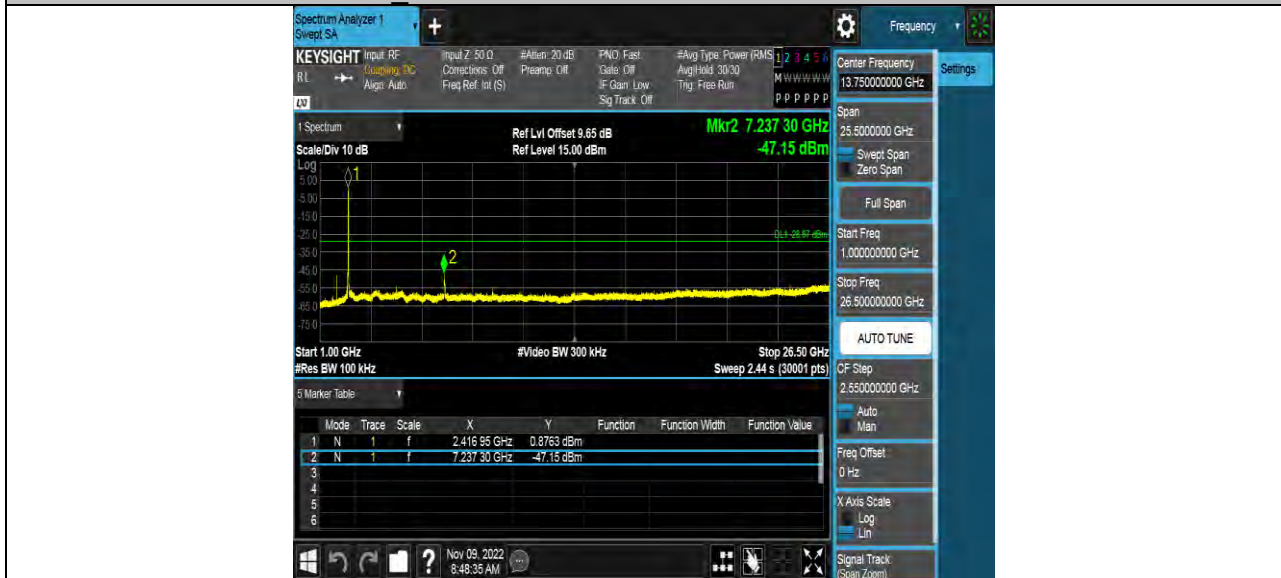 Spectrum Analyzer 1
Swept SA
+
Frequency
KEYSIGHT
RL
LXI
Input: RF
Coupling: DC
Align: Auto
Input Z: 50 Ω
Corrections: Off
Freq Ref: Int (S)
#Atten: 20 dB
Preamp: Off
PNO: Fast
Gate: Off
IF Gain: Low
Sig Track: Off
#Avg Type: Power (RMS
Avg|Hold: 30/30
Trig: Free Run
1 2 3 4 5 6
M W W W W W
P P P P P P
Center Frequency
13.750000000 GHz
Settings
1 Spectrum
Scale/Div 10 dB
Ref Lvl Offset 9.65 dB
Ref Level 15.00 dBm
Mkr2 7.237 30 GHz
-47.15 dBm
Log
5.00
-5.00
-15.0
-25.0
-35.0
-45.0
-55.0
-65.0
-75.0
1
2
DL1 -28.67 dBm
Start 1.00 GHz
#Res BW 100 kHz
#Video BW 300 kHz
Stop 26.50 GHz
Sweep 2.44 s (30001 pts)
Span
25.5000000 GHz
Swept Span
Zero Span
Full Span
Start Freq
1.000000000 GHz
Stop Freq
26.500000000 GHz
AUTO TUNE
CF Step
2.550000000 GHz
Auto
Man
Freq Offset
0 Hz
X Axis Scale
Log
Lin
Signal Track
(Span Zoom)
5 Marker Table
Mode Trace Scale X Y Function Function Width Function Value
1 N 1 f 2.416 95 GHz 0.8763 dBm
2 N 1 f 7.237 30 GHz -47.15 dBm
3
4
5
6
?
Nov 09, 2022
8:48:35 AM